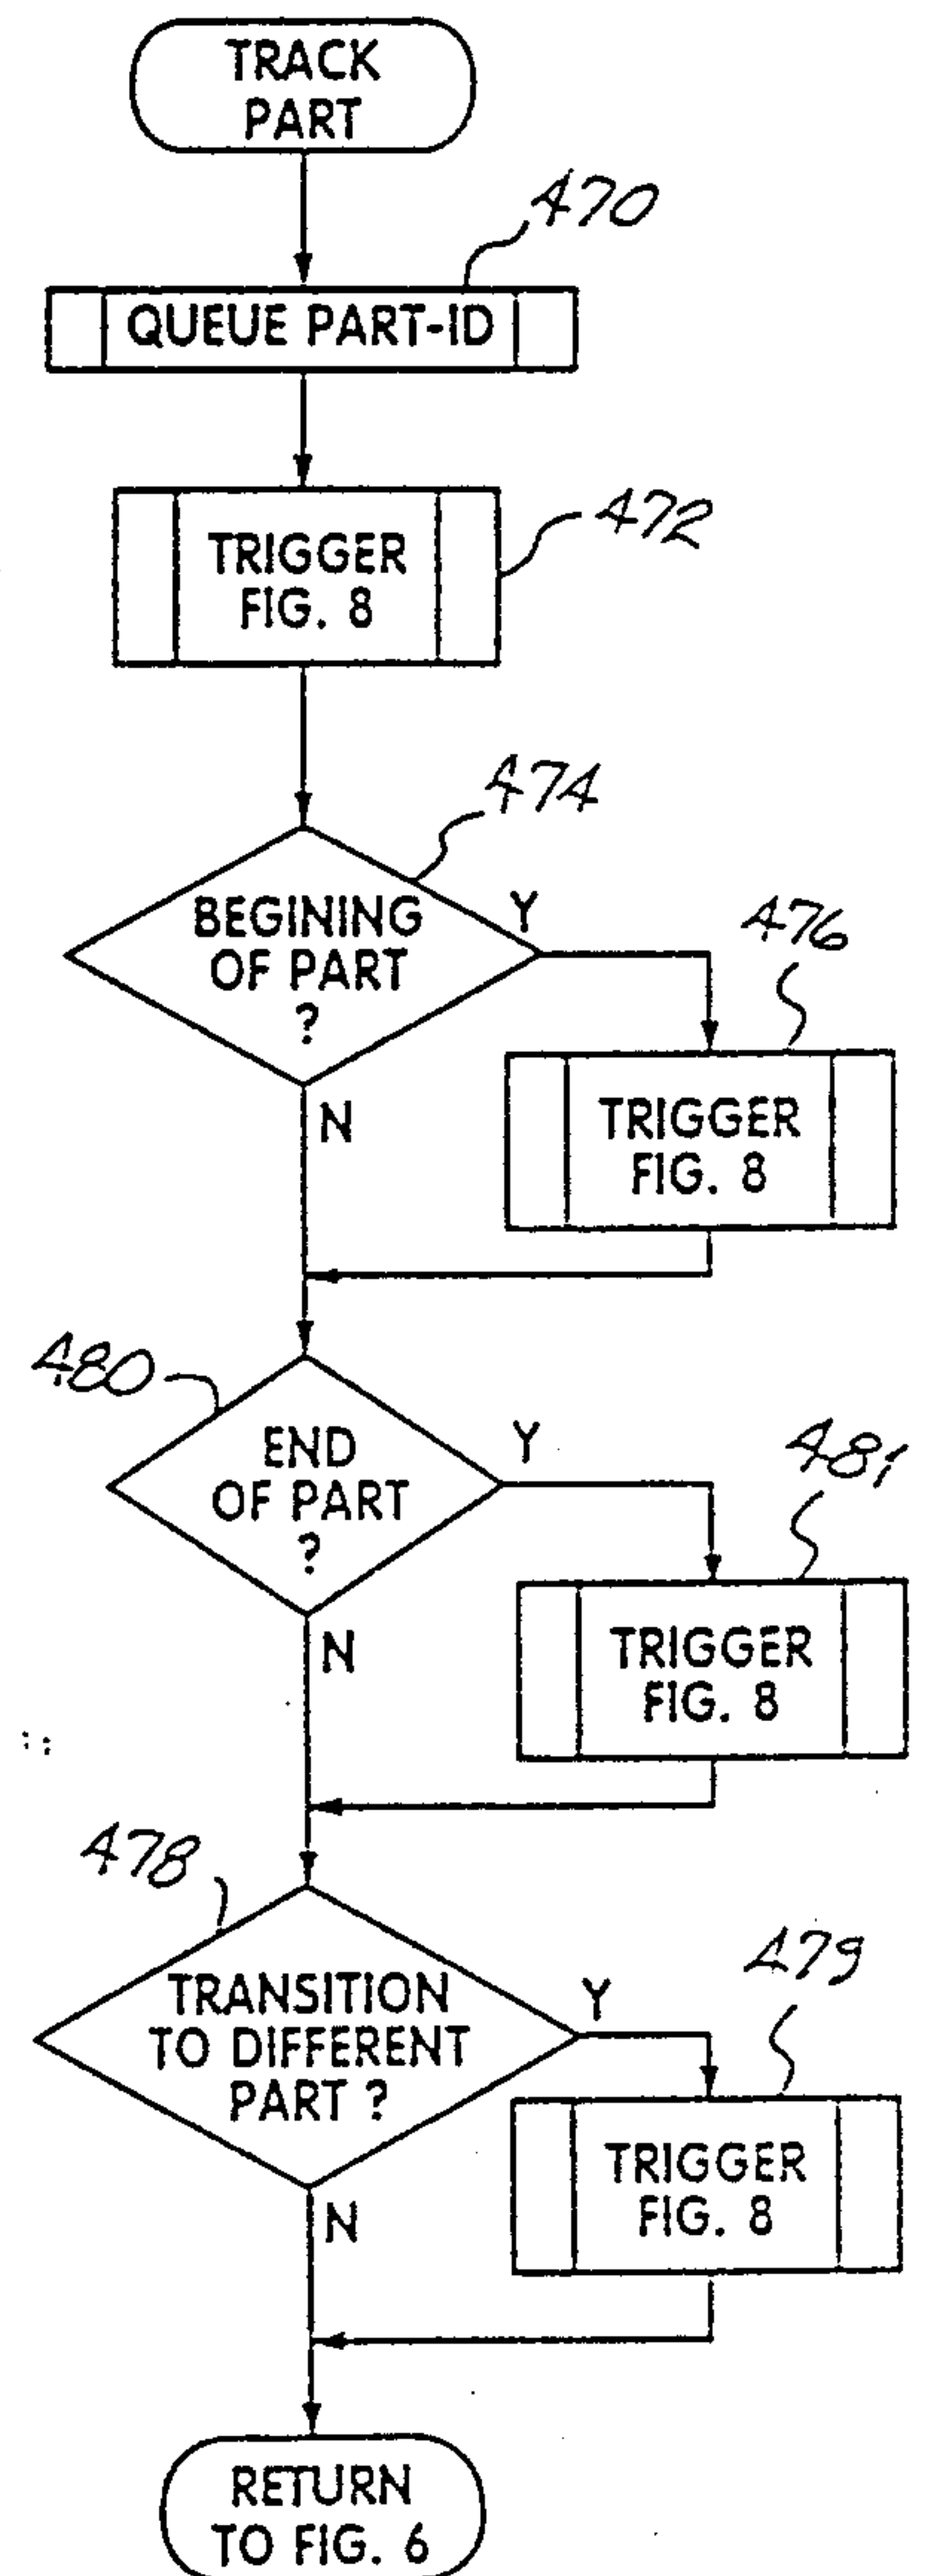 TRACK
PART
470
QUEUE PART-ID
472
TRIGGER
FIG. 8
474
BEGINING
OF PART
?
Y
476
TRIGGER
FIG. 8
N
480
END
OF PART
?
Y
481
TRIGGER
FIG. 8
N
478
TRANSITION
TO DIFFERENT
PART ?
Y
479
TRIGGER
FIG. 8
N
RETURN
TO FIG. 6